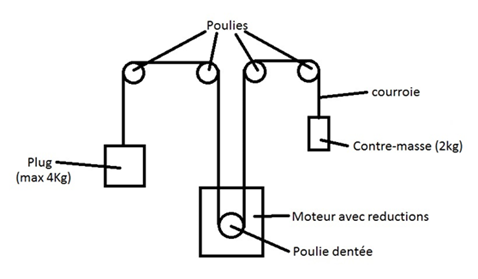 Poulies
courroie
Plug
(max 4Kg)
Contre-masse (2kg)
Moteur avec reductions
Poulie dentée